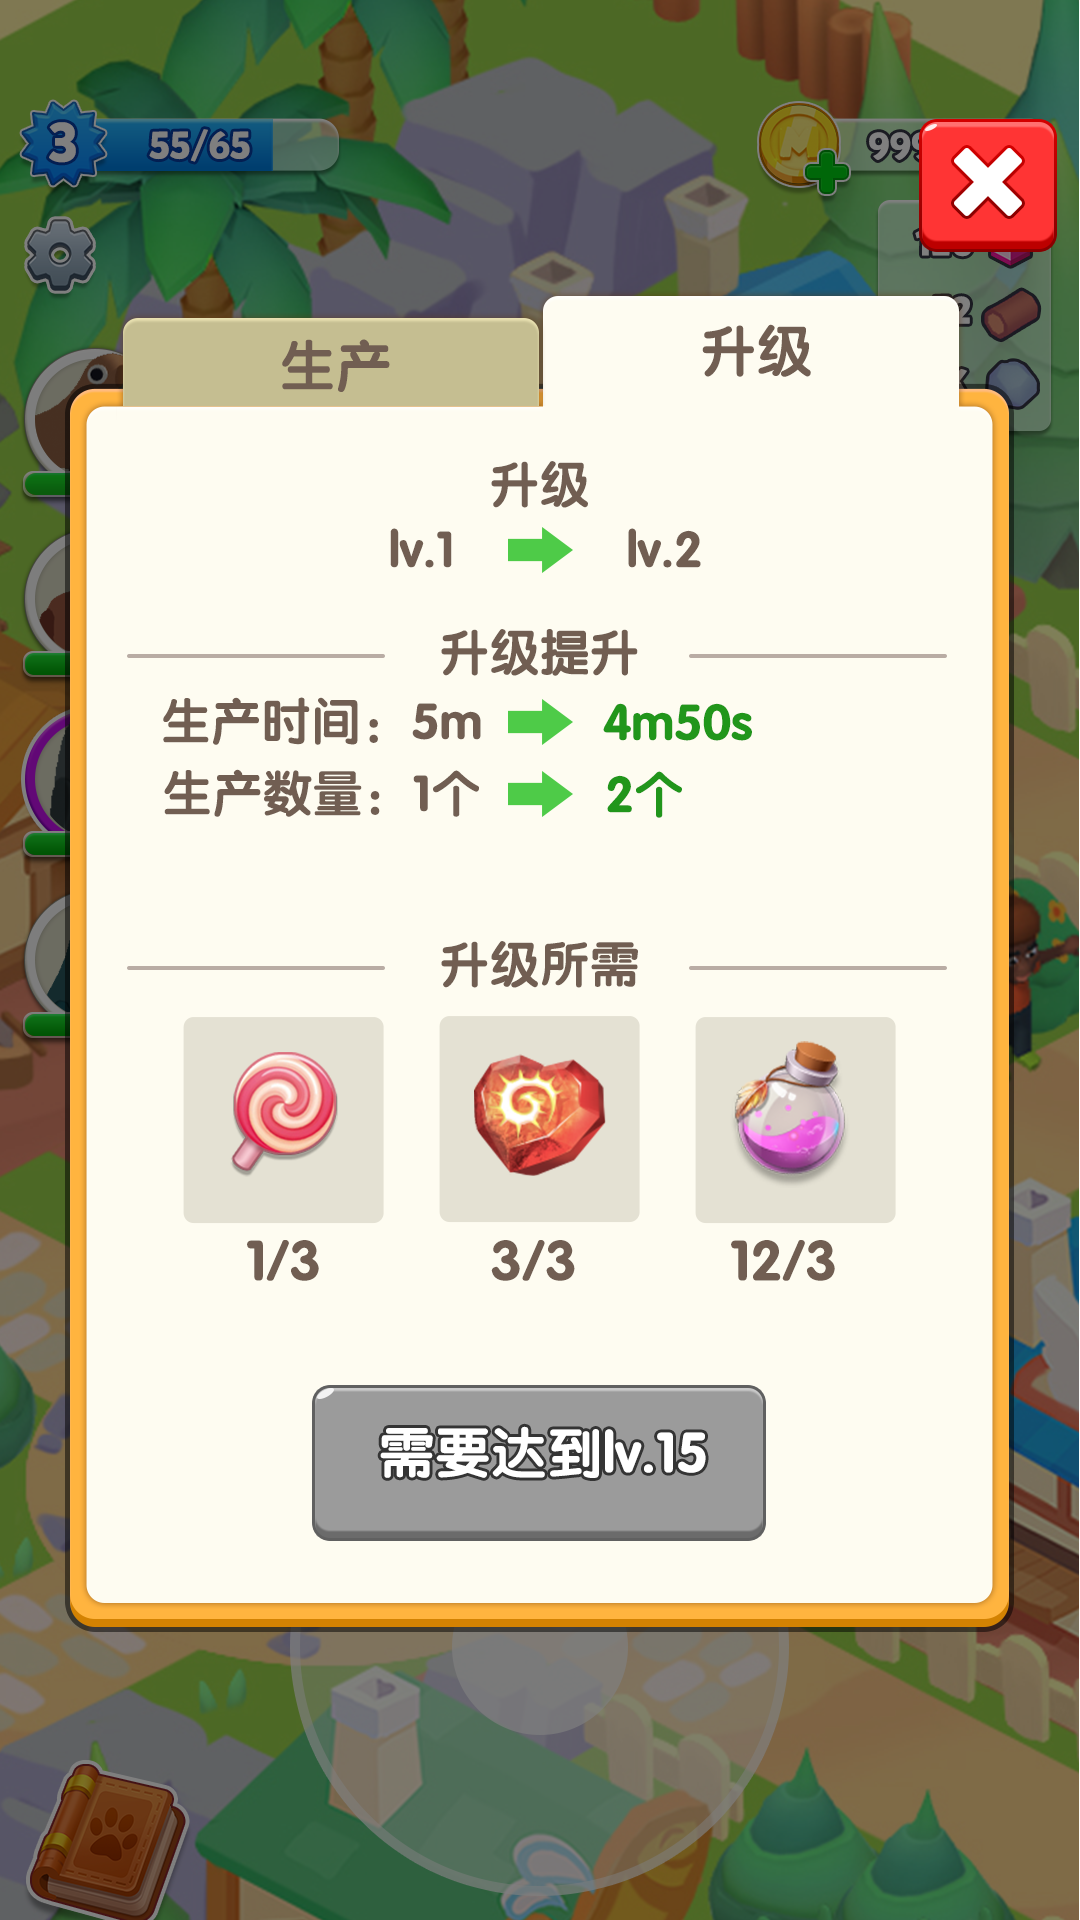 3
55/65
生产
升级
升级
lv.1
lv.2
升级提升
生产时间：
5m
4m50s
生产数量：
1个
2个
升级所需
1/3
3/3
12/3
需要达到lv.15